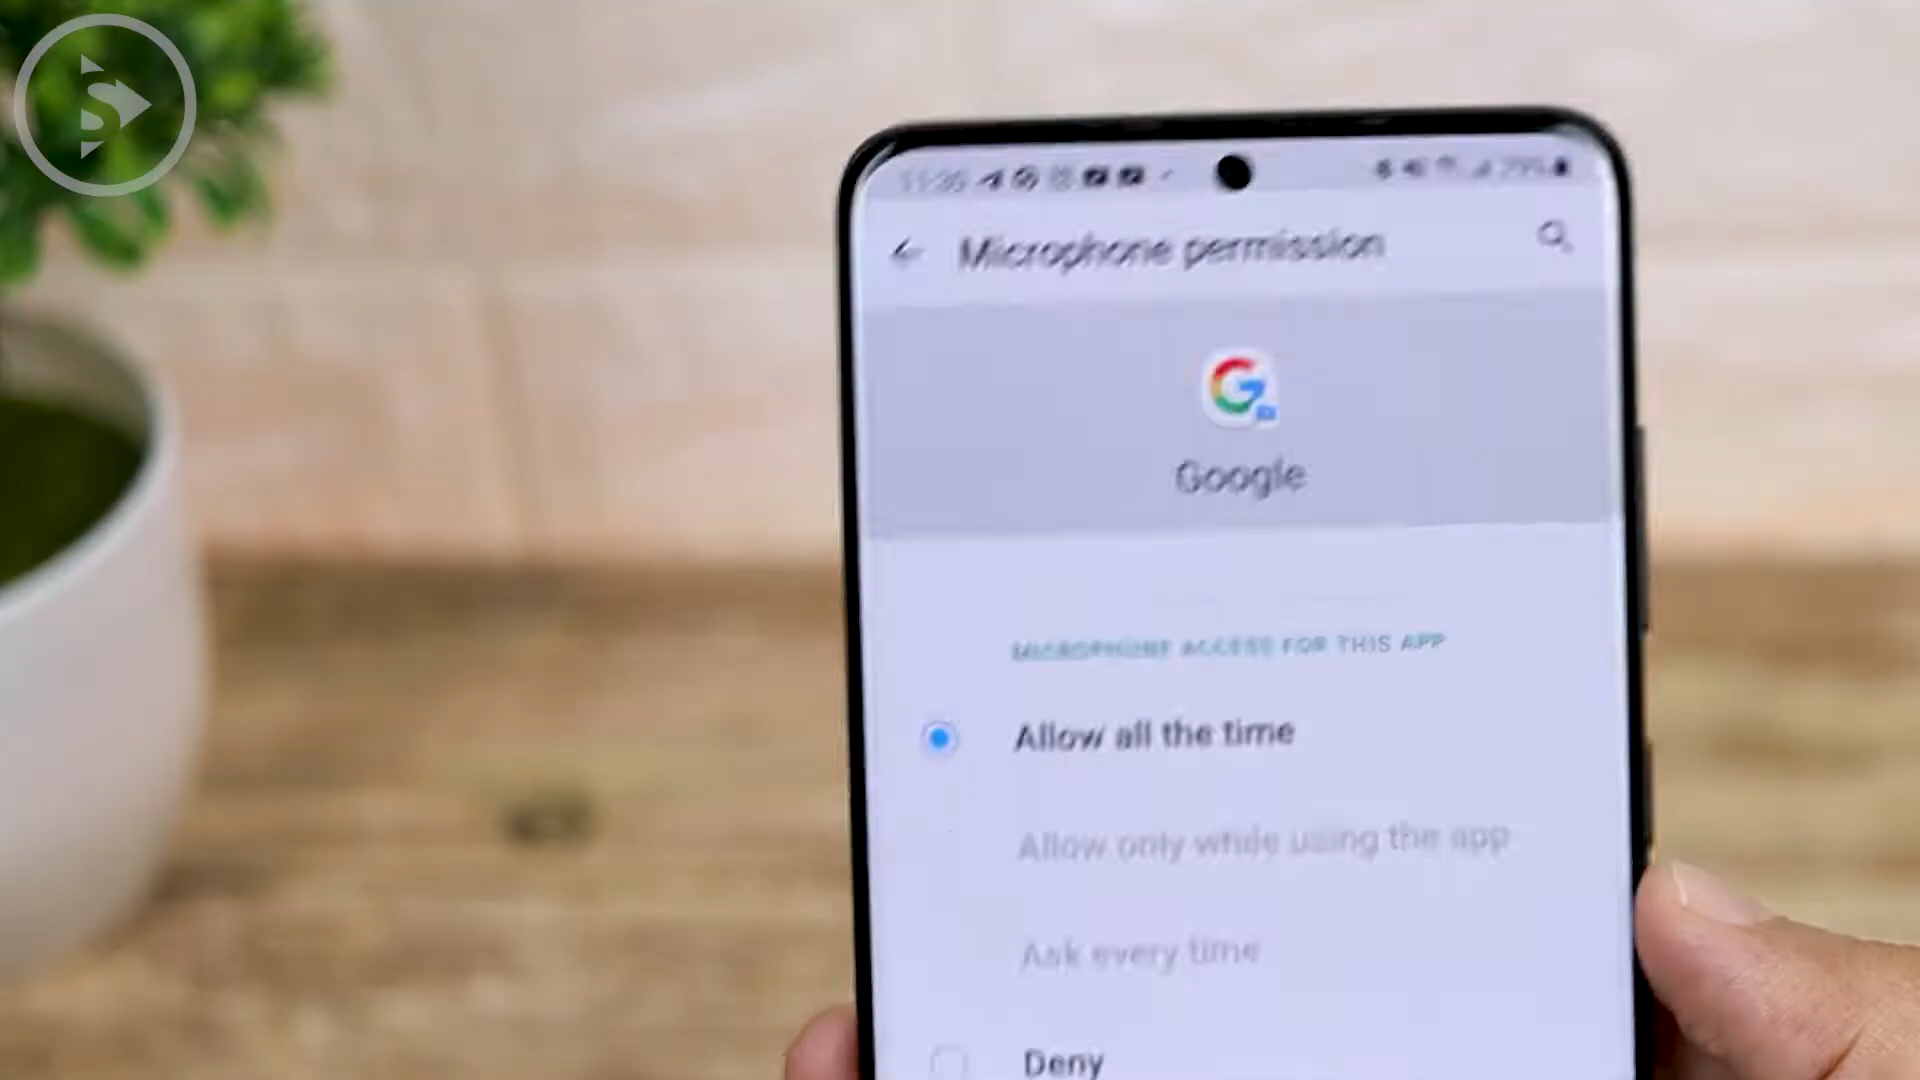 Microphone permission
Google
MICROPHONE ACCESS FOR THIS APP
Allow all the time
Allow only while using the app
Ask every time
Deny